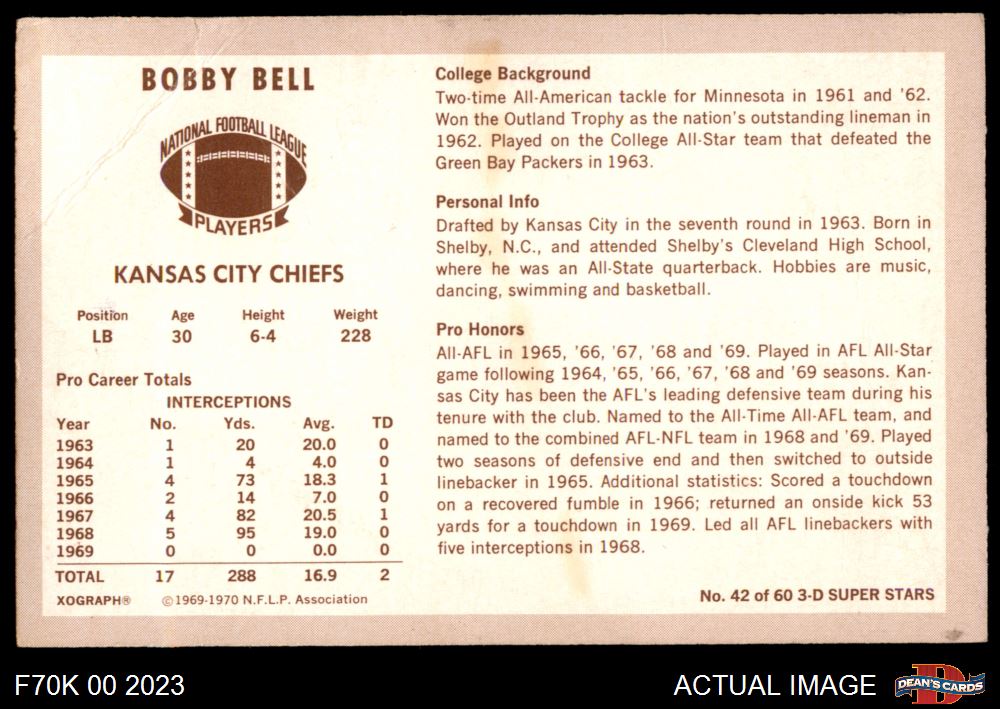 BOBBY BELL
NATIONAL FOOTBALL LEAGUE
PLAYERS
KANSAS CITY CHIEFS
Position Age Height Weight
LB 30 6-4 228
Pro Career Totals
INTERCEPTIONS
Year No. Yds. Avg. TD
1963 1 20 20.0 0
1964 1 4 4.0 0
1965 4 73 18.3 1
1966 2 14 7.0 0
1967 4 82 20.5 1
1968 5 95 19.0 0
1969 0 0 0.0 0
TOTAL 17 288 16.9 2
XOGRAPH® ©1969-1970 N.F.L.P. Association
College Background
Two-time All-American tackle for Minnesota in 1961 and '62.
Won the Outland Trophy as the nation's outstanding lineman in
1962. Played on the College All-Star team that defeated the
Green Bay Packers in 1963.
Personal Info
Drafted by Kansas City in the seventh round in 1963. Born in
Shelby, N.C., and attended Shelby's Cleveland High School,
where he was an All-State quarterback. Hobbies are music,
dancing, swimming and basketball.
Pro Honors
All-AFL in 1965, '66, '67, '68 and '69. Played in AFL All-Star
game following 1964, '65, '66, '67, '68 and '69 seasons. Kan-
sas City has been the AFL's leading defensive team during his
tenure with the club. Named to the All-Time All-AFL team, and
named to the combined AFL-NFL team in 1968 and '69. Played
two seasons of defensive end and then switched to outside
linebacker in 1965. Additional statistics: Scored a touchdown
on a recovered fumble in 1966; returned an onside kick 53
yards for a touchdown in 1969. Led all AFL linebackers with
five interceptions in 1968.
No. 42 of 60 3-D SUPER STARS
F70K 00 2023
ACTUAL IMAGE
D
DEAN'S CARDS